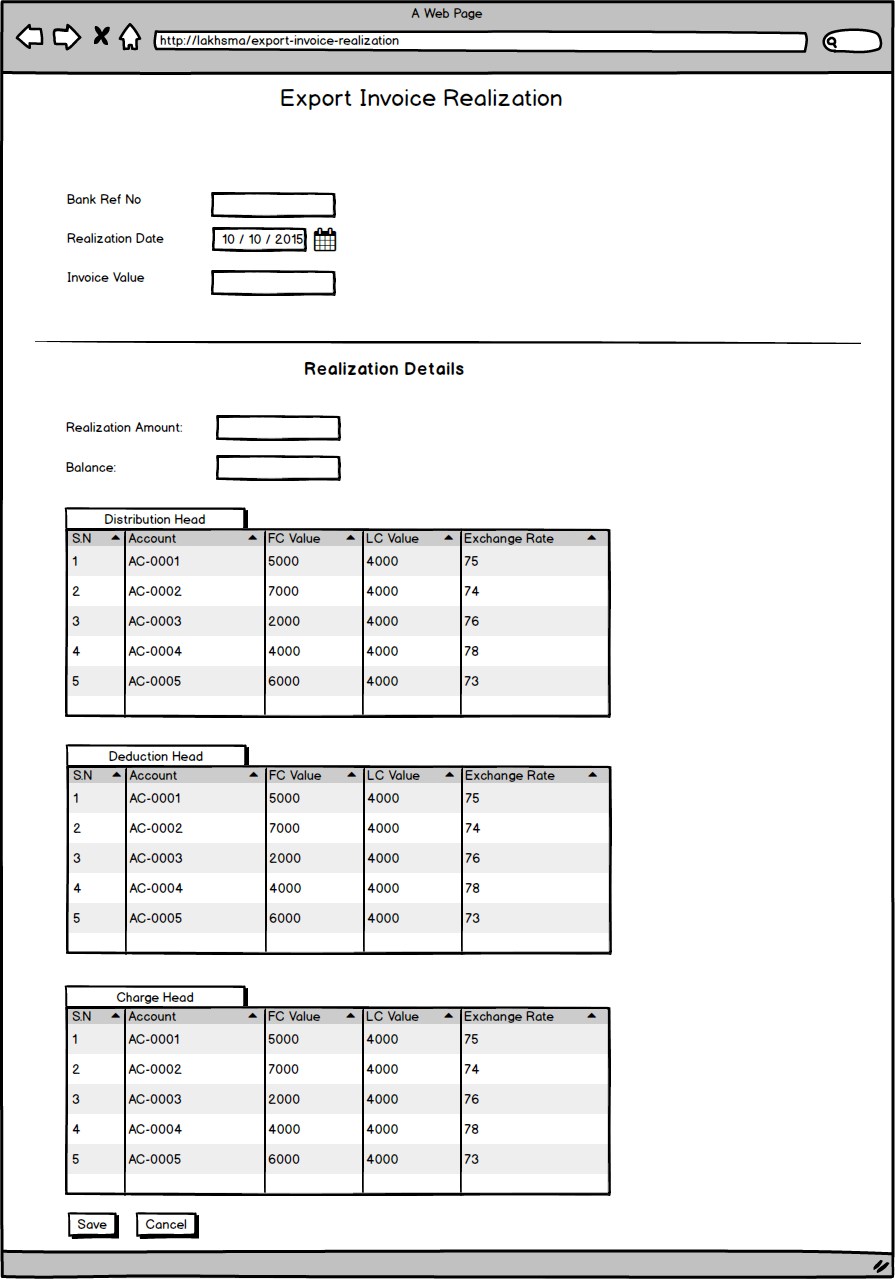 A Web Page
http://lakhsma/export-invoice-realization
Export Invoice Realization
Bank Ref No
Realization Date 10 / 10 / 2015
Invoice Value
Realization Details
Realization Amount:
Balance:
Distribution Head
S.N Account FC Value LC Value Exchange Rate
1 AC-0001 5000 4000 75
2 AC-0002 7000 4000 74
3 AC-0003 2000 4000 76
4 AC-0004 4000 4000 78
5 AC-0005 6000 4000 73
Deduction Head
S.N Account FC Value LC Value Exchange Rate
1 AC-0001 5000 4000 75
2 AC-0002 7000 4000 74
3 AC-0003 2000 4000 76
4 AC-0004 4000 4000 78
5 AC-0005 6000 4000 73
Charge Head
S.N Account FC Value LC Value Exchange Rate
1 AC-0001 5000 4000 75
2 AC-0002 7000 4000 74
3 AC-0003 2000 4000 76
4 AC-0004 4000 4000 78
5 AC-0005 6000 4000 73
Save Cancel